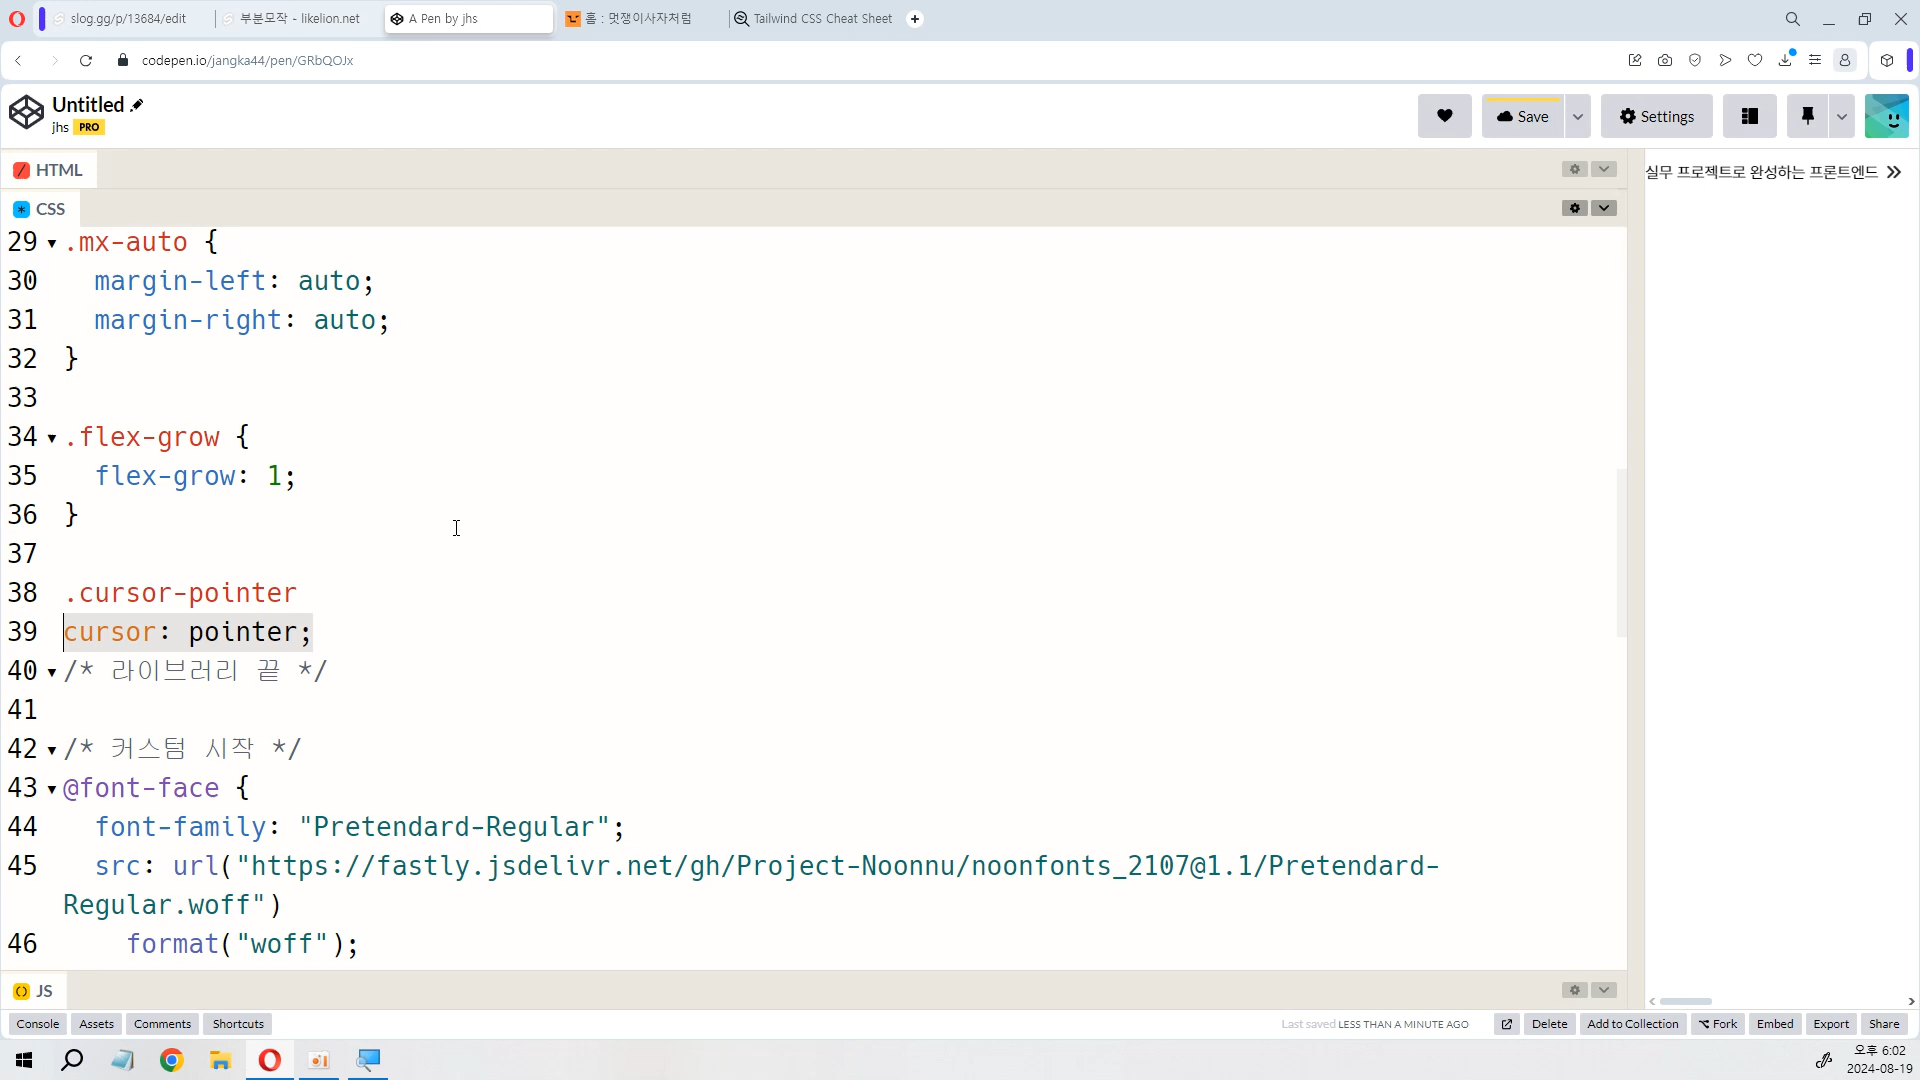 slog.gg/p/13684/edit
부분모작 - likelion.net
A Pen by jhs
홈 : 멋쟁이사자처럼
Tailwind CSS Cheat Sheet
codepen.io/jangka44/pen/GRbQOJx
Untitled
jhs PRO
Save
Settings
HTML
실무 프로젝트로 완성하는 프론트엔드
CSS
29 .mx-auto {
30 margin-left: auto;
31 margin-right: auto;
32 }
33
34 .flex-grow {
35 flex-grow: 1;
36 }
37
38 .cursor-pointer
39 cursor: pointer;
40 /* 라이브러리 끝 */
41
42 /* 커스텀 시작 */
43 @font-face {
44 font-family: "Pretendard-Regular";
45 src: url("https://fastly.jsdelivr.net/gh/Project-Noonnu/noonfonts_2107@1.1/Pretendard-
Regular.woff")
46 format("woff");
JS
Console Assets Comments Shortcuts Last saved LESS THAN A MINUTE AGO Delete Add to Collection Fork Embed Export Share
오후 6:02
2024-08-19